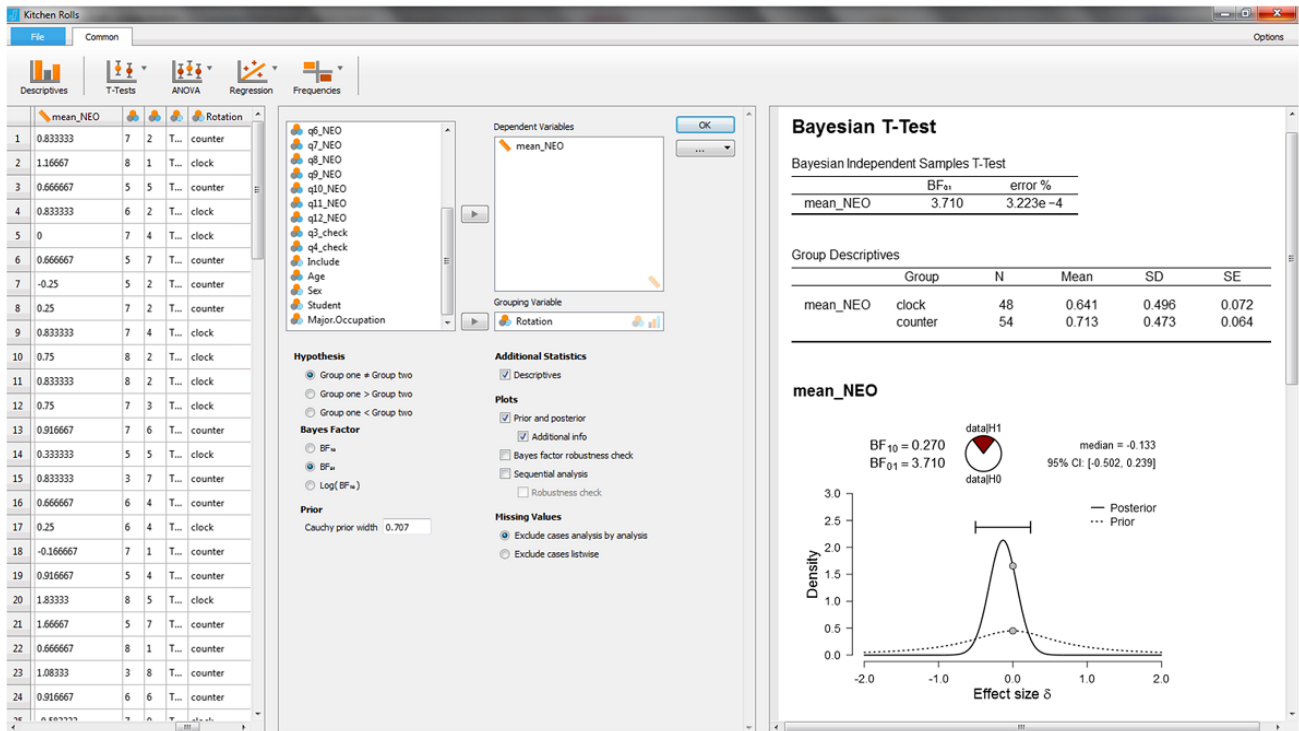 Kitchen Rolls
File Common Options
Descriptives T-Tests ANOVA Regression Frequencies
mean_NEO Rotation
1 0.833333 7 2 T... counter
2 1.16667 8 1 T... clock
3 0.666667 5 5 T... counter
4 0.833333 6 2 T... clock
5 0 7 4 T... clock
6 0.666667 5 7 T... counter
7 -0.25 5 2 T... counter
8 0.25 7 2 T... counter
9 0.833333 7 4 T... clock
10 0.75 8 2 T... clock
11 0.833333 8 2 T... clock
12 0.75 7 3 T... clock
13 0.916667 7 6 T... counter
14 0.333333 5 5 T... clock
15 0.833333 3 7 T... counter
16 0.666667 6 4 T... counter
17 0.25 6 4 T... clock
18 -0.166667 7 1 T... counter
19 0.916667 5 4 T... counter
20 1.83333 8 5 T... clock
21 1.66667 5 7 T... counter
22 0.666667 8 1 T... counter
23 1.08333 3 8 T... counter
24 0.916667 6 6 T... counter
q6_NEO
q7_NEO
q8_NEO
q9_NEO
q10_NEO
q11_NEO
q12_NEO
q3_check
q4_check
Include
Age
Sex
Student
Major.Occupation
Dependent Variables
mean_NEO
Grouping Variable
Rotation
OK
...
Hypothesis
Group one ≠ Group two
Group one > Group two
Group one < Group two
Bayes Factor
BF₁₀
BF₀₁
Log(BF₁₀)
Prior
Cauchy prior width 0.707
Additional Statistics
Descriptives
Plots
Prior and posterior
Additional info
Bayes factor robustness check
Sequential analysis
Robustness check
Missing Values
Exclude cases analysis by analysis
Exclude cases listwise
Bayesian T-Test
Bayesian Independent Samples T-Test
BF₀₁ error %
mean_NEO 3.710 3.223e -4
Group Descriptives
Group N Mean SD SE
mean_NEO clock 48 0.641 0.496 0.072
counter 54 0.713 0.473 0.064
mean_NEO
data|H1
BF₁₀ = 0.270
BF₀₁ = 3.710
data|H0
median = -0.133
95% CI: [-0.502, 0.239]
Posterior
Prior
3.0
2.5
2.0
1.5
1.0
0.5
0.0
Density
-2.0 -1.0 0.0 1.0 2.0
Effect size δ